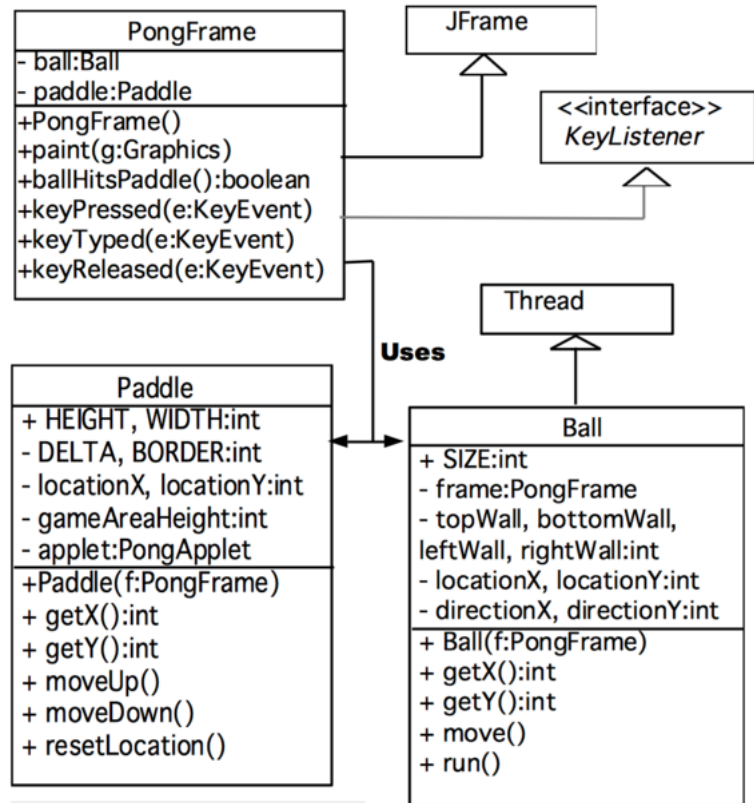 PongFrame
- ball:Ball
- paddle:Paddle
+PongFrame()
+paint(g:Graphics)
+ballHitsPaddle():boolean
+keyPressed(e:KeyEvent)
+keyTyped(e:KeyEvent)
+keyReleased(e:KeyEvent)
JFrame
<<interface>>
KeyListener
Thread
Uses
Paddle
+ HEIGHT, WIDTH:int
- DELTA, BORDER:int
- locationX, locationY:int
- gameAreaHeight:int
- applet:PongApplet
+Paddle(f:PongFrame)
+ getX():int
+ getY():int
+ moveUp()
+ moveDown()
+ resetLocation()
Ball
+ SIZE:int
- frame:PongFrame
- topWall, bottomWall,
leftWall, rightWall:int
- locationX, locationY:int
- directionX, directionY:int
+ Ball(f:PongFrame)
+ getX():int
+ getY():int
+ move()
+ run()